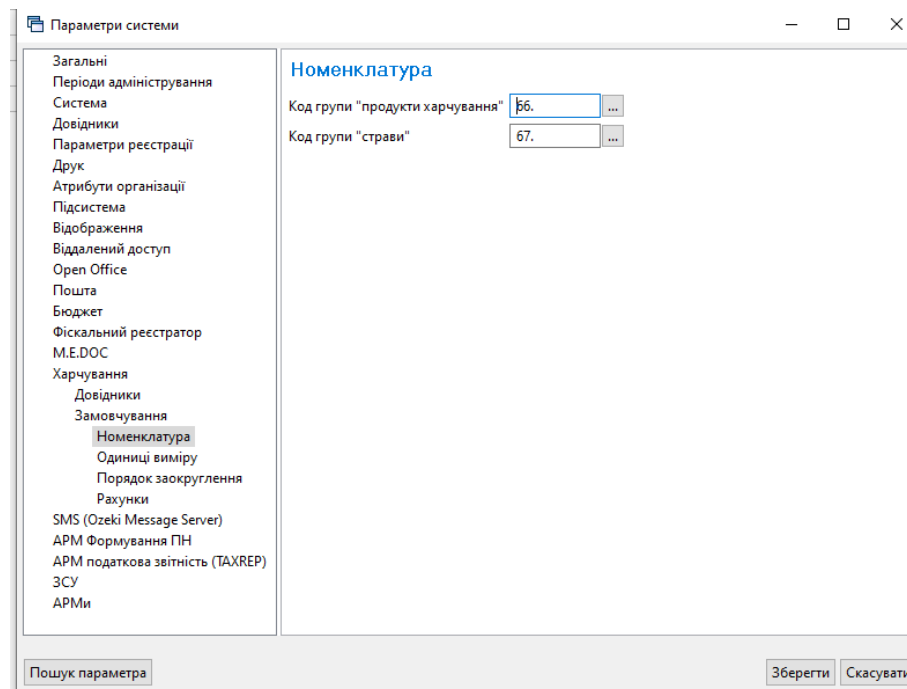 Параметри системи
Загальні
Періоди адміністрування
Система
Довідники
Параметри реєстрації
Друк
Атрибути організації
Підсистема
Відображення
Віддалений доступ
Open Office
Пошта
Бюджет
Фіскальний реєстратор
M.E.DOC
Харчування
Довідники
Замовчування
Номенклатура
Одиниці виміру
Порядок заокруглення
Рахунки
SMS (Ozeki Message Server)
АРМ Формування ПН
АРМ податкова звітність (TAXREP)
ЗСУ
АРМи
Номенклатура
Код групи "продукти харчування" 66. ...
Код групи "страви" 67. ...
Пошук параметра Зберегти Скасувати